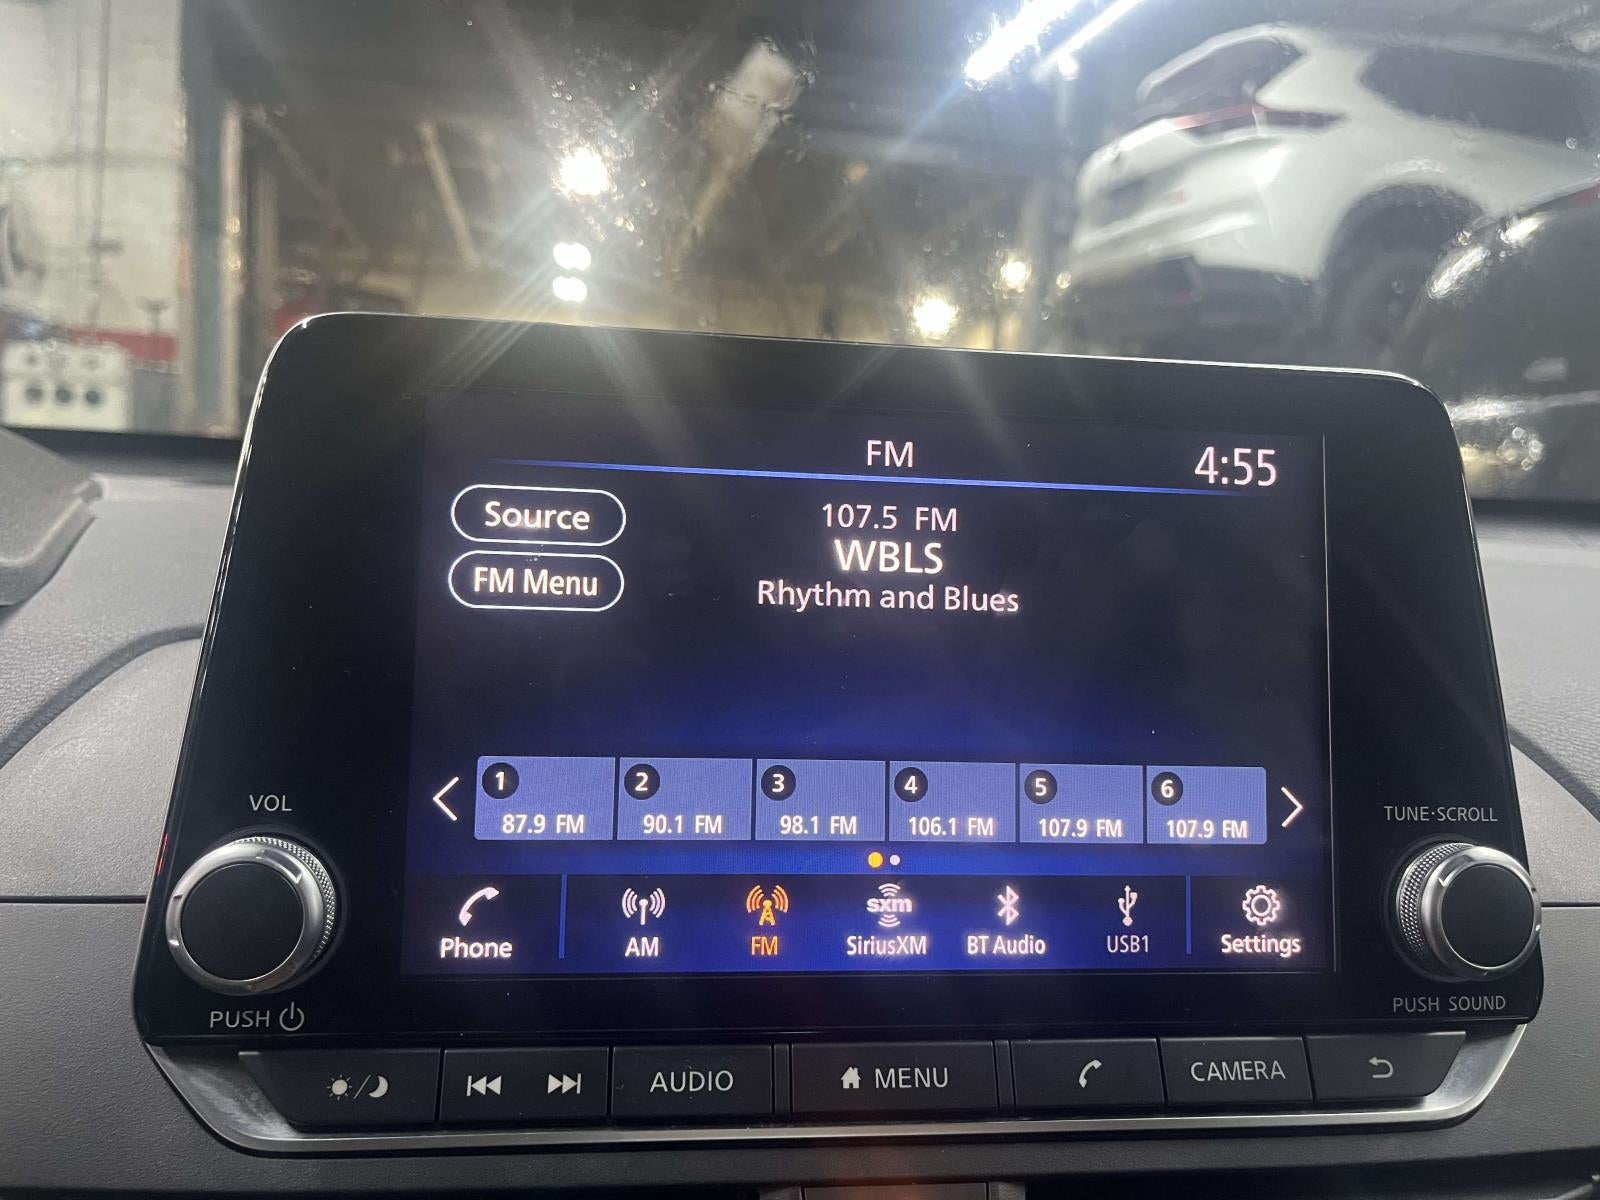 FM
4:55
Source
FM Menu
107.5 FM
WBLS
Rhythm and Blues
1
87.9 FM
2
90.1 FM
3
98.1 FM
4
106.1 FM
5
107.9 FM
6
107.9 FM
VOL
TUNE·SCROLL
Phone
AM
FM
sxm
SiriusXM
BT Audio
USB1
Settings
PUSH
PUSH SOUND
AUDIO
MENU
CAMERA